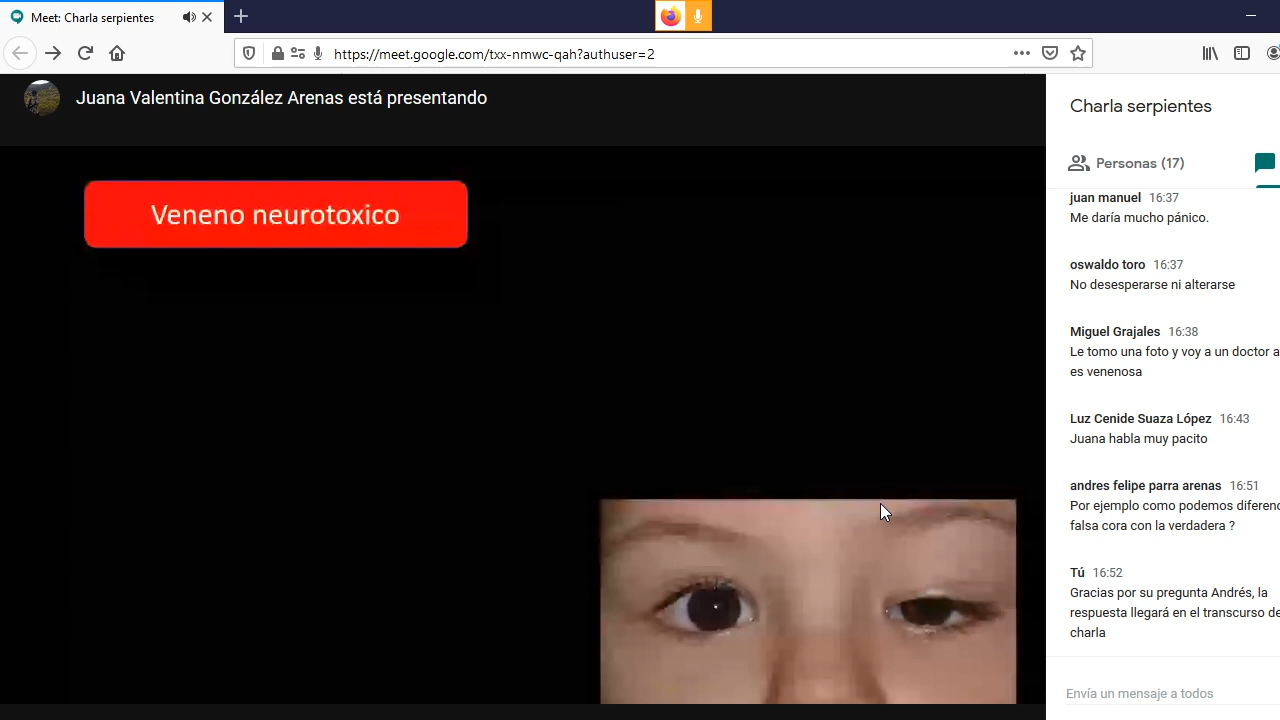 Meet: Charla serpientes
https://meet.google.com/txx-nmwc-qah?authuser=2
Juana Valentina González Arenas está presentando
Veneno neurotoxico
Charla serpientes
Personas (17)
juan manuel 16:37
Me daría mucho pánico.
oswaldo toro 16:37
No desesperarse ni alterarse
Miguel Grajales 16:38
Le tomo una foto y voy a un doctor a
es venenosa
Luz Cenide Suaza López 16:43
Juana habla muy pacito
andres felipe parra arenas 16:51
Por ejemplo como podemos diferenc
falsa cora con la verdadera ?
Tú 16:52
Gracias por su pregunta Andrés, la
respuesta llegará en el transcurso de
charla
Envía un mensaje a todos